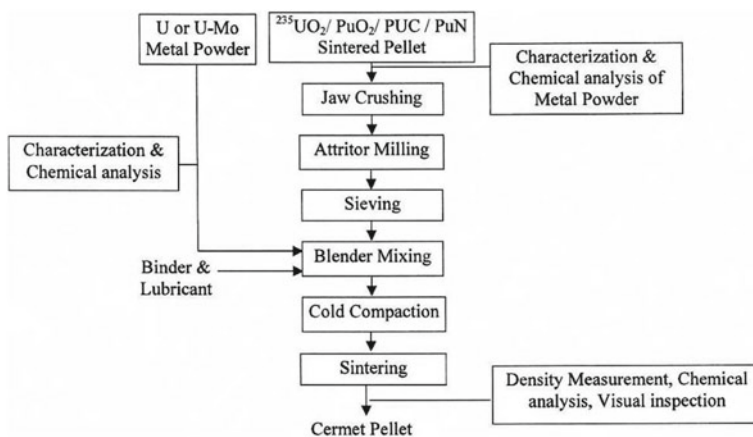 U or U-Mo
Metal Powder
²³⁵UO₂/ PuO₂/ PUC / PuN
Sintered Pellet
Characterization &
Chemical analysis of
Metal Powder
Jaw Crushing
Characterization &
Chemical analysis
Attritor Milling
Sieving
Blender Mixing
Binder &
Lubricant
Cold Compaction
Sintering
Density Measurement, Chemical
analysis, Visual inspection
Cermet Pellet